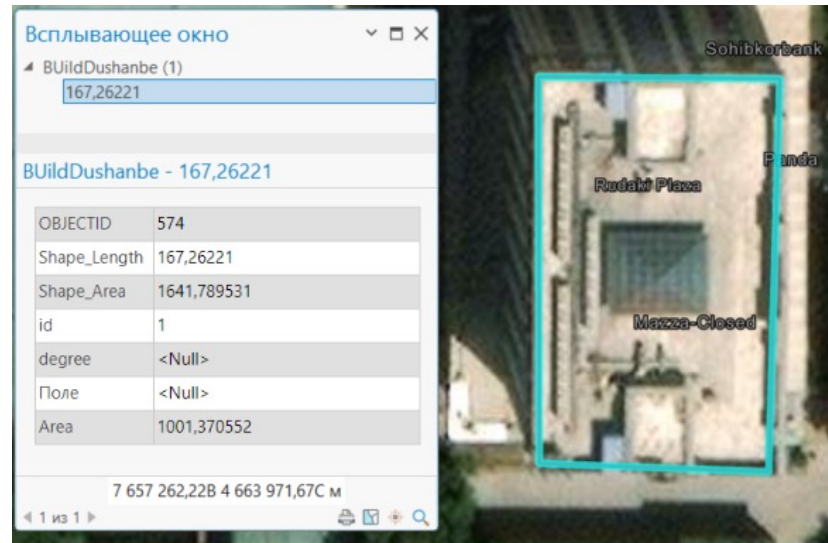 Всплывающее окно
BUildDushanbe (1)
167,26221
BUildDushanbe - 167,26221
OBJECTID 574
Shape_Length 167,26221
Shape_Area 1641,789531
id 1
degree <Null>
Поле <Null>
Area 1001,370552
7 657 262,22В 4 663 971,67С м
1 из 1
Sohibkorbank
Panda
Rudaki Plaza
Mazza-Closed